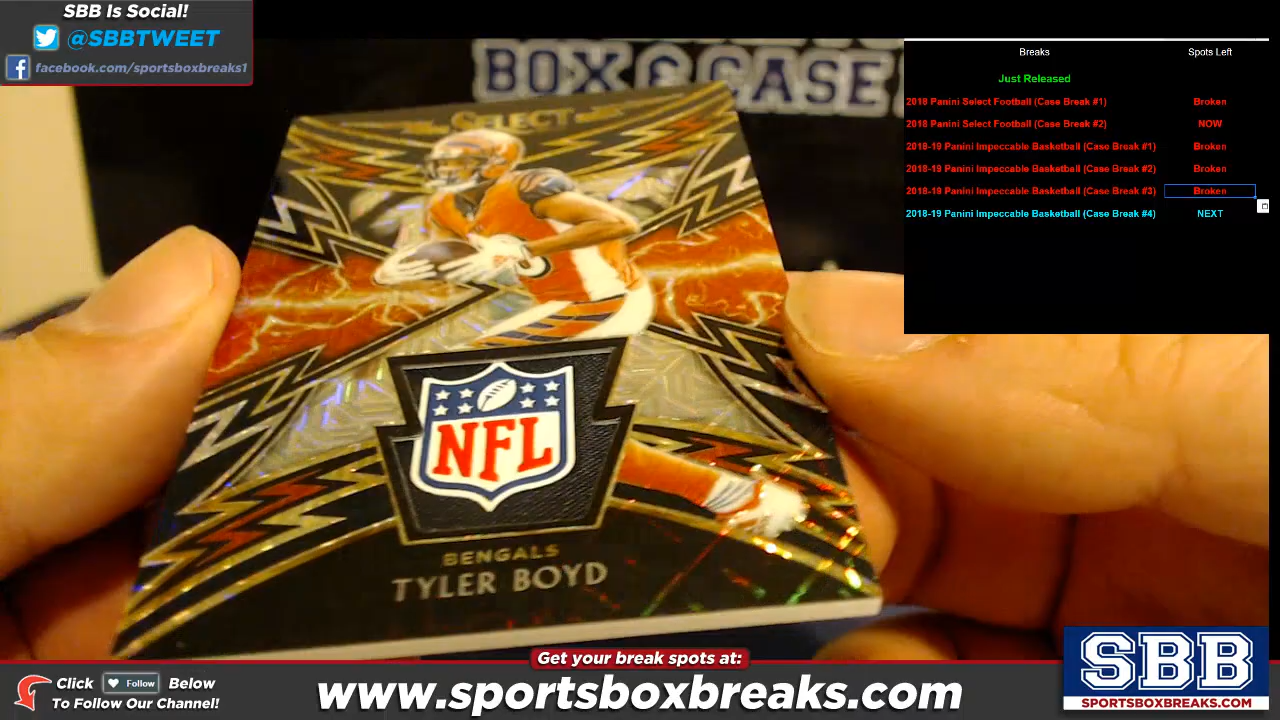 SBB Is Social!
@SBBTWEET
facebook.com/sportsboxbreaks1
BOX & CASE
SELECT
NFL
BENGALS
TYLER BOYD
Breaks Spots Left
Just Released
2018 Panini Select Football (Case Break #1) Broken
2018 Panini Select Football (Case Break #2) NOW
2018-19 Panini Impeccable Basketball (Case Break #1) Broken
2018-19 Panini Impeccable Basketball (Case Break #2) Broken
2018-19 Panini Impeccable Basketball (Case Break #3) Broken
2018-19 Panini Impeccable Basketball (Case Break #4) NEXT
Get your break spots at:
Click Follow Below
To Follow Our Channel!
www.sportsboxbreaks.com
SBB
SPORTSBOXBREAKS.COM